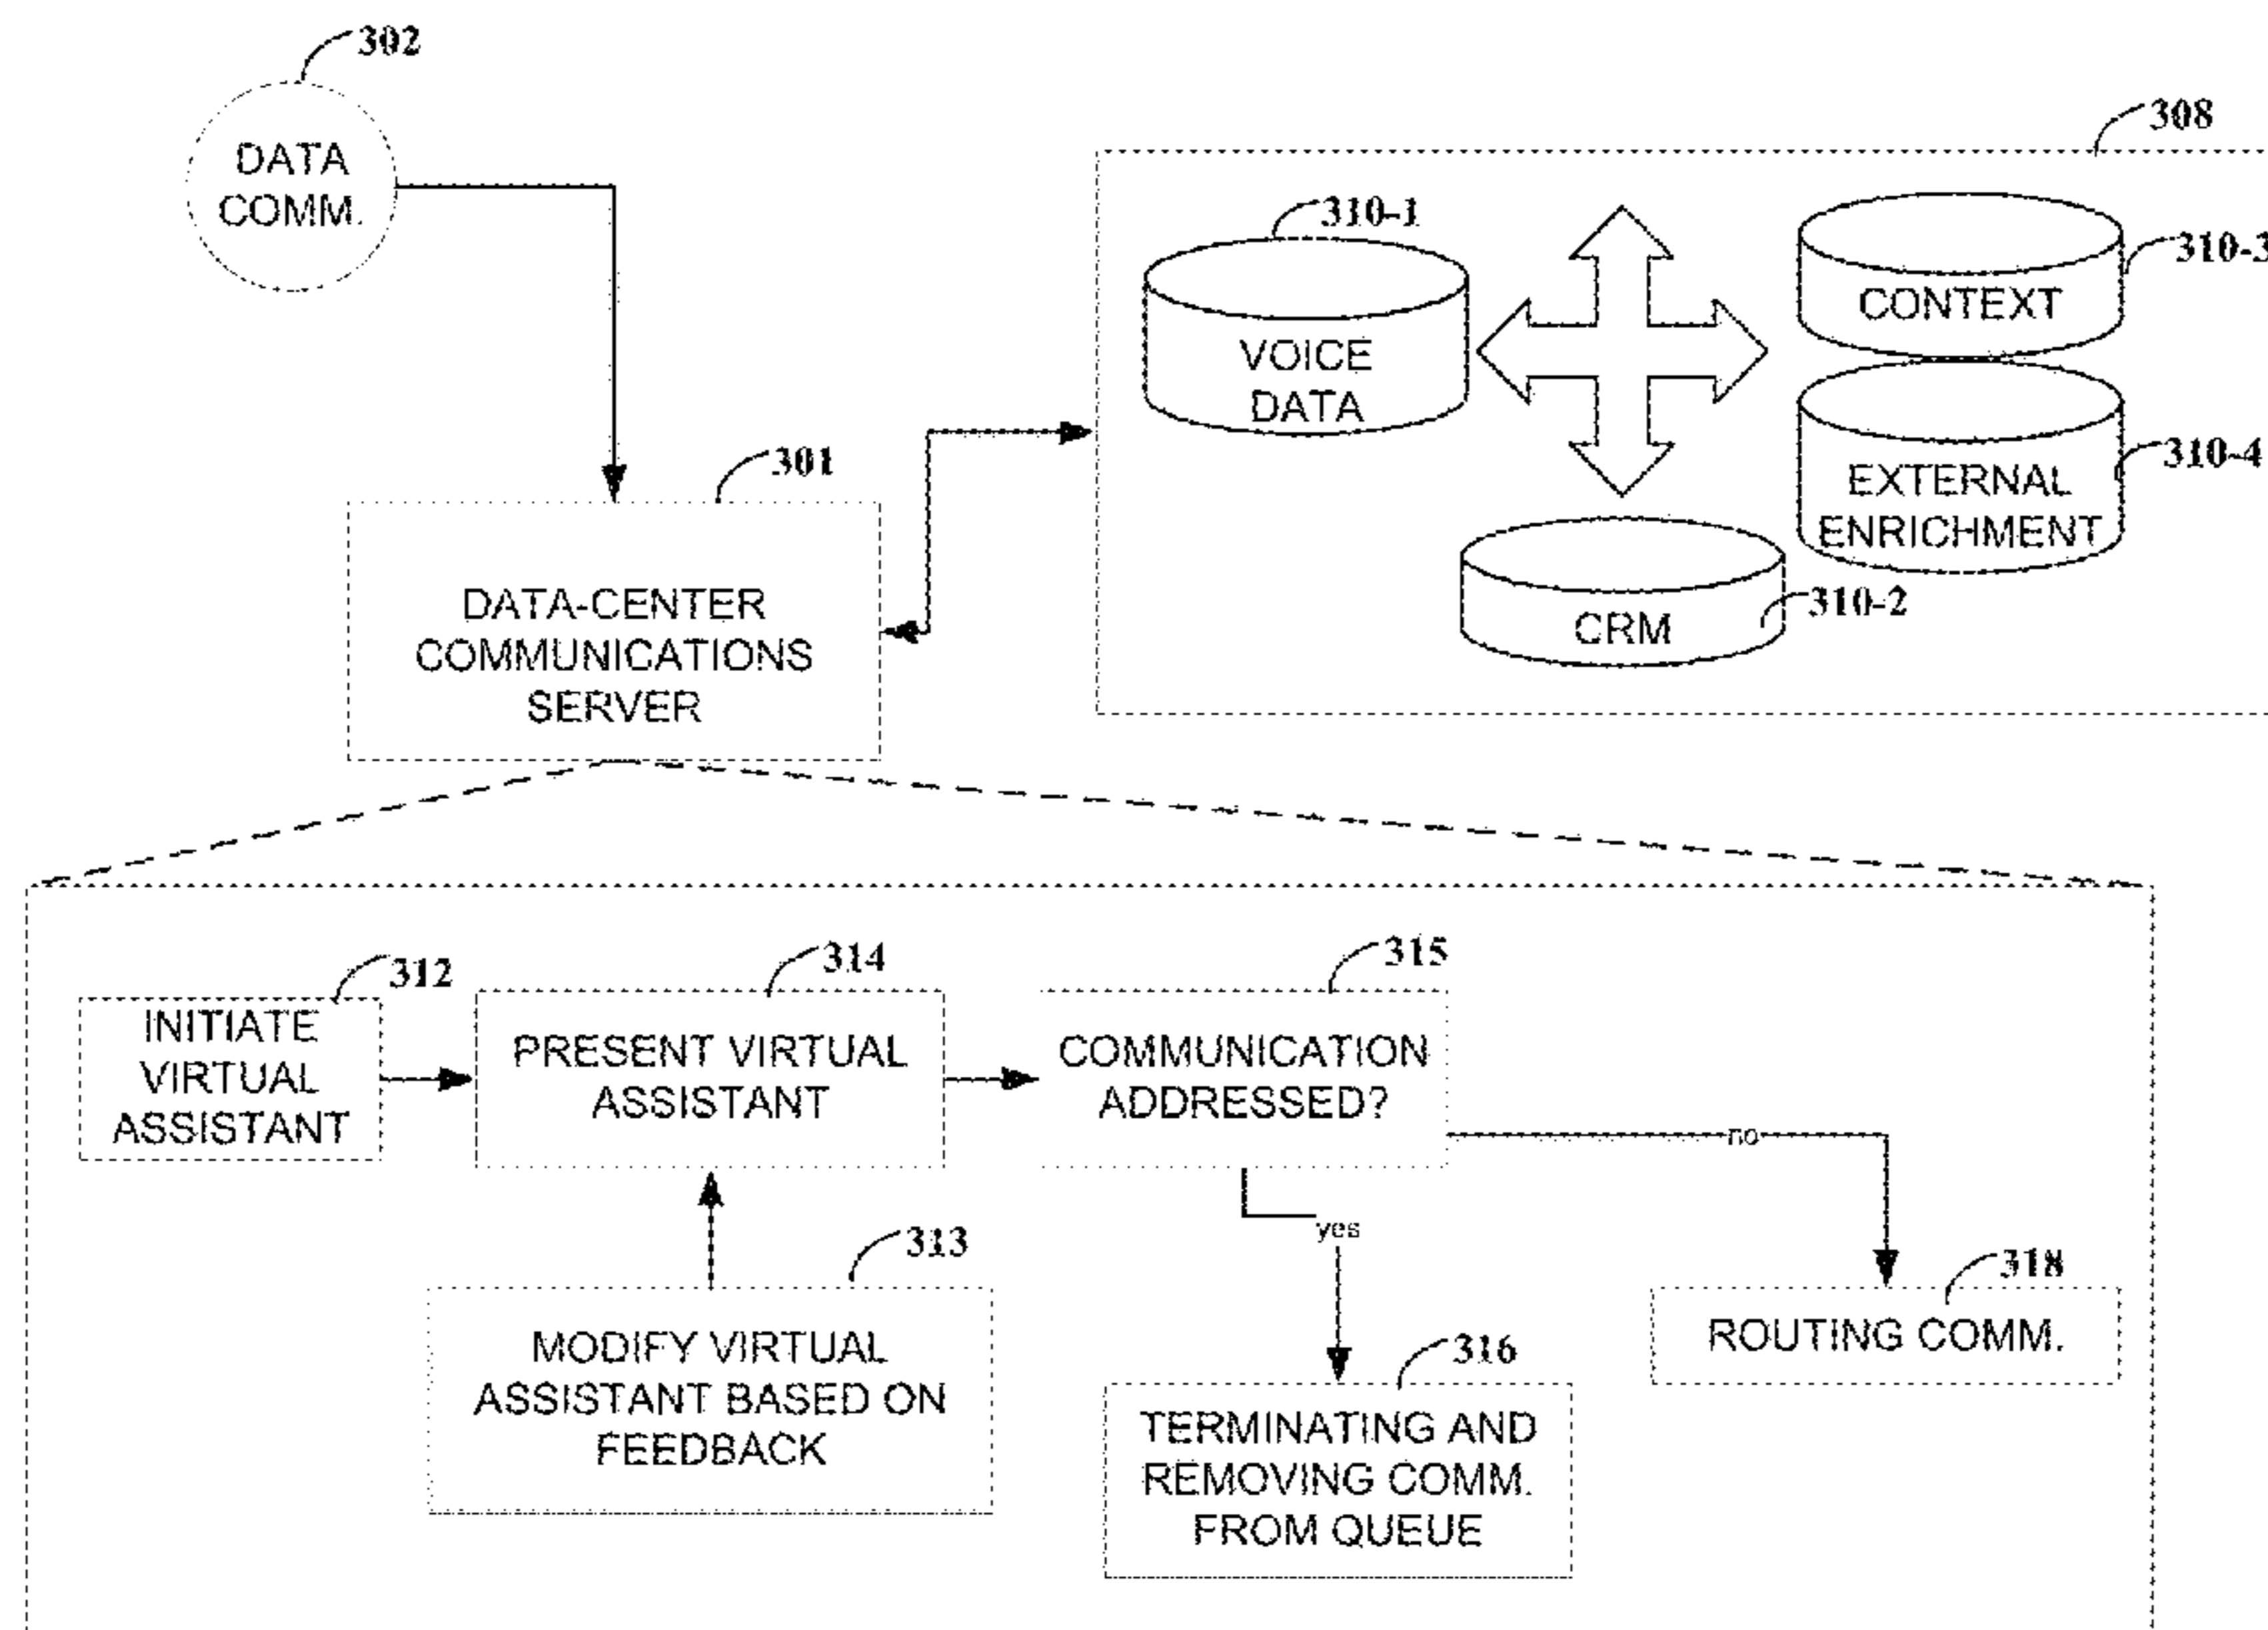 302
DATA
COMM.
308
310-1
VOICE
DATA
CONTEXT
310-3
EXTERNAL
ENRICHMENT
310-4
CRM
310-2
301
DATA-CENTER
COMMUNICATIONS
SERVER
312
INITIATE
VIRTUAL
ASSISTANT
314
PRESENT VIRTUAL
ASSISTANT
315
COMMUNICATION
ADDRESSED?
no
yes
313
MODIFY VIRTUAL
ASSISTANT BASED ON
FEEDBACK
316
TERMINATING AND
REMOVING COMM.
FROM QUEUE
318
ROUTING COMM.